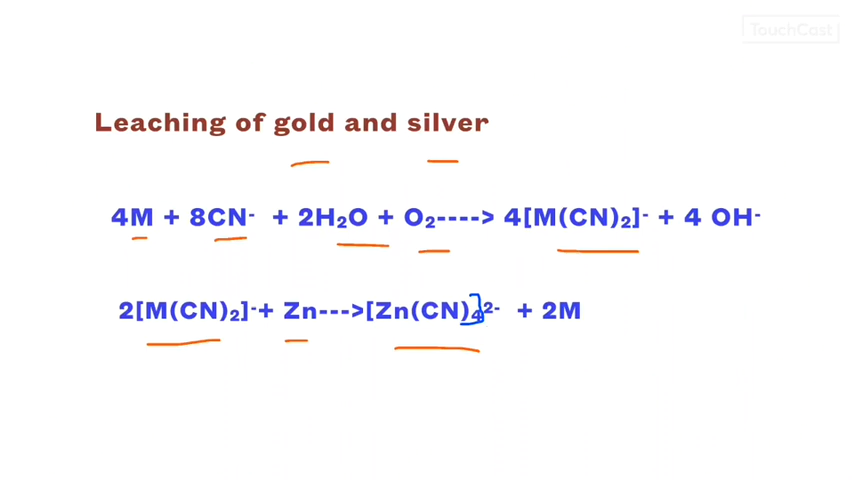 TouchCast
Leaching of gold and silver
4M + 8CN⁻ + 2H₂O + O₂----> 4[M(CN)₂]⁻ + 4 OH⁻
2[M(CN)₂]⁻+ Zn--->[Zn(CN)₄]²⁻ + 2M